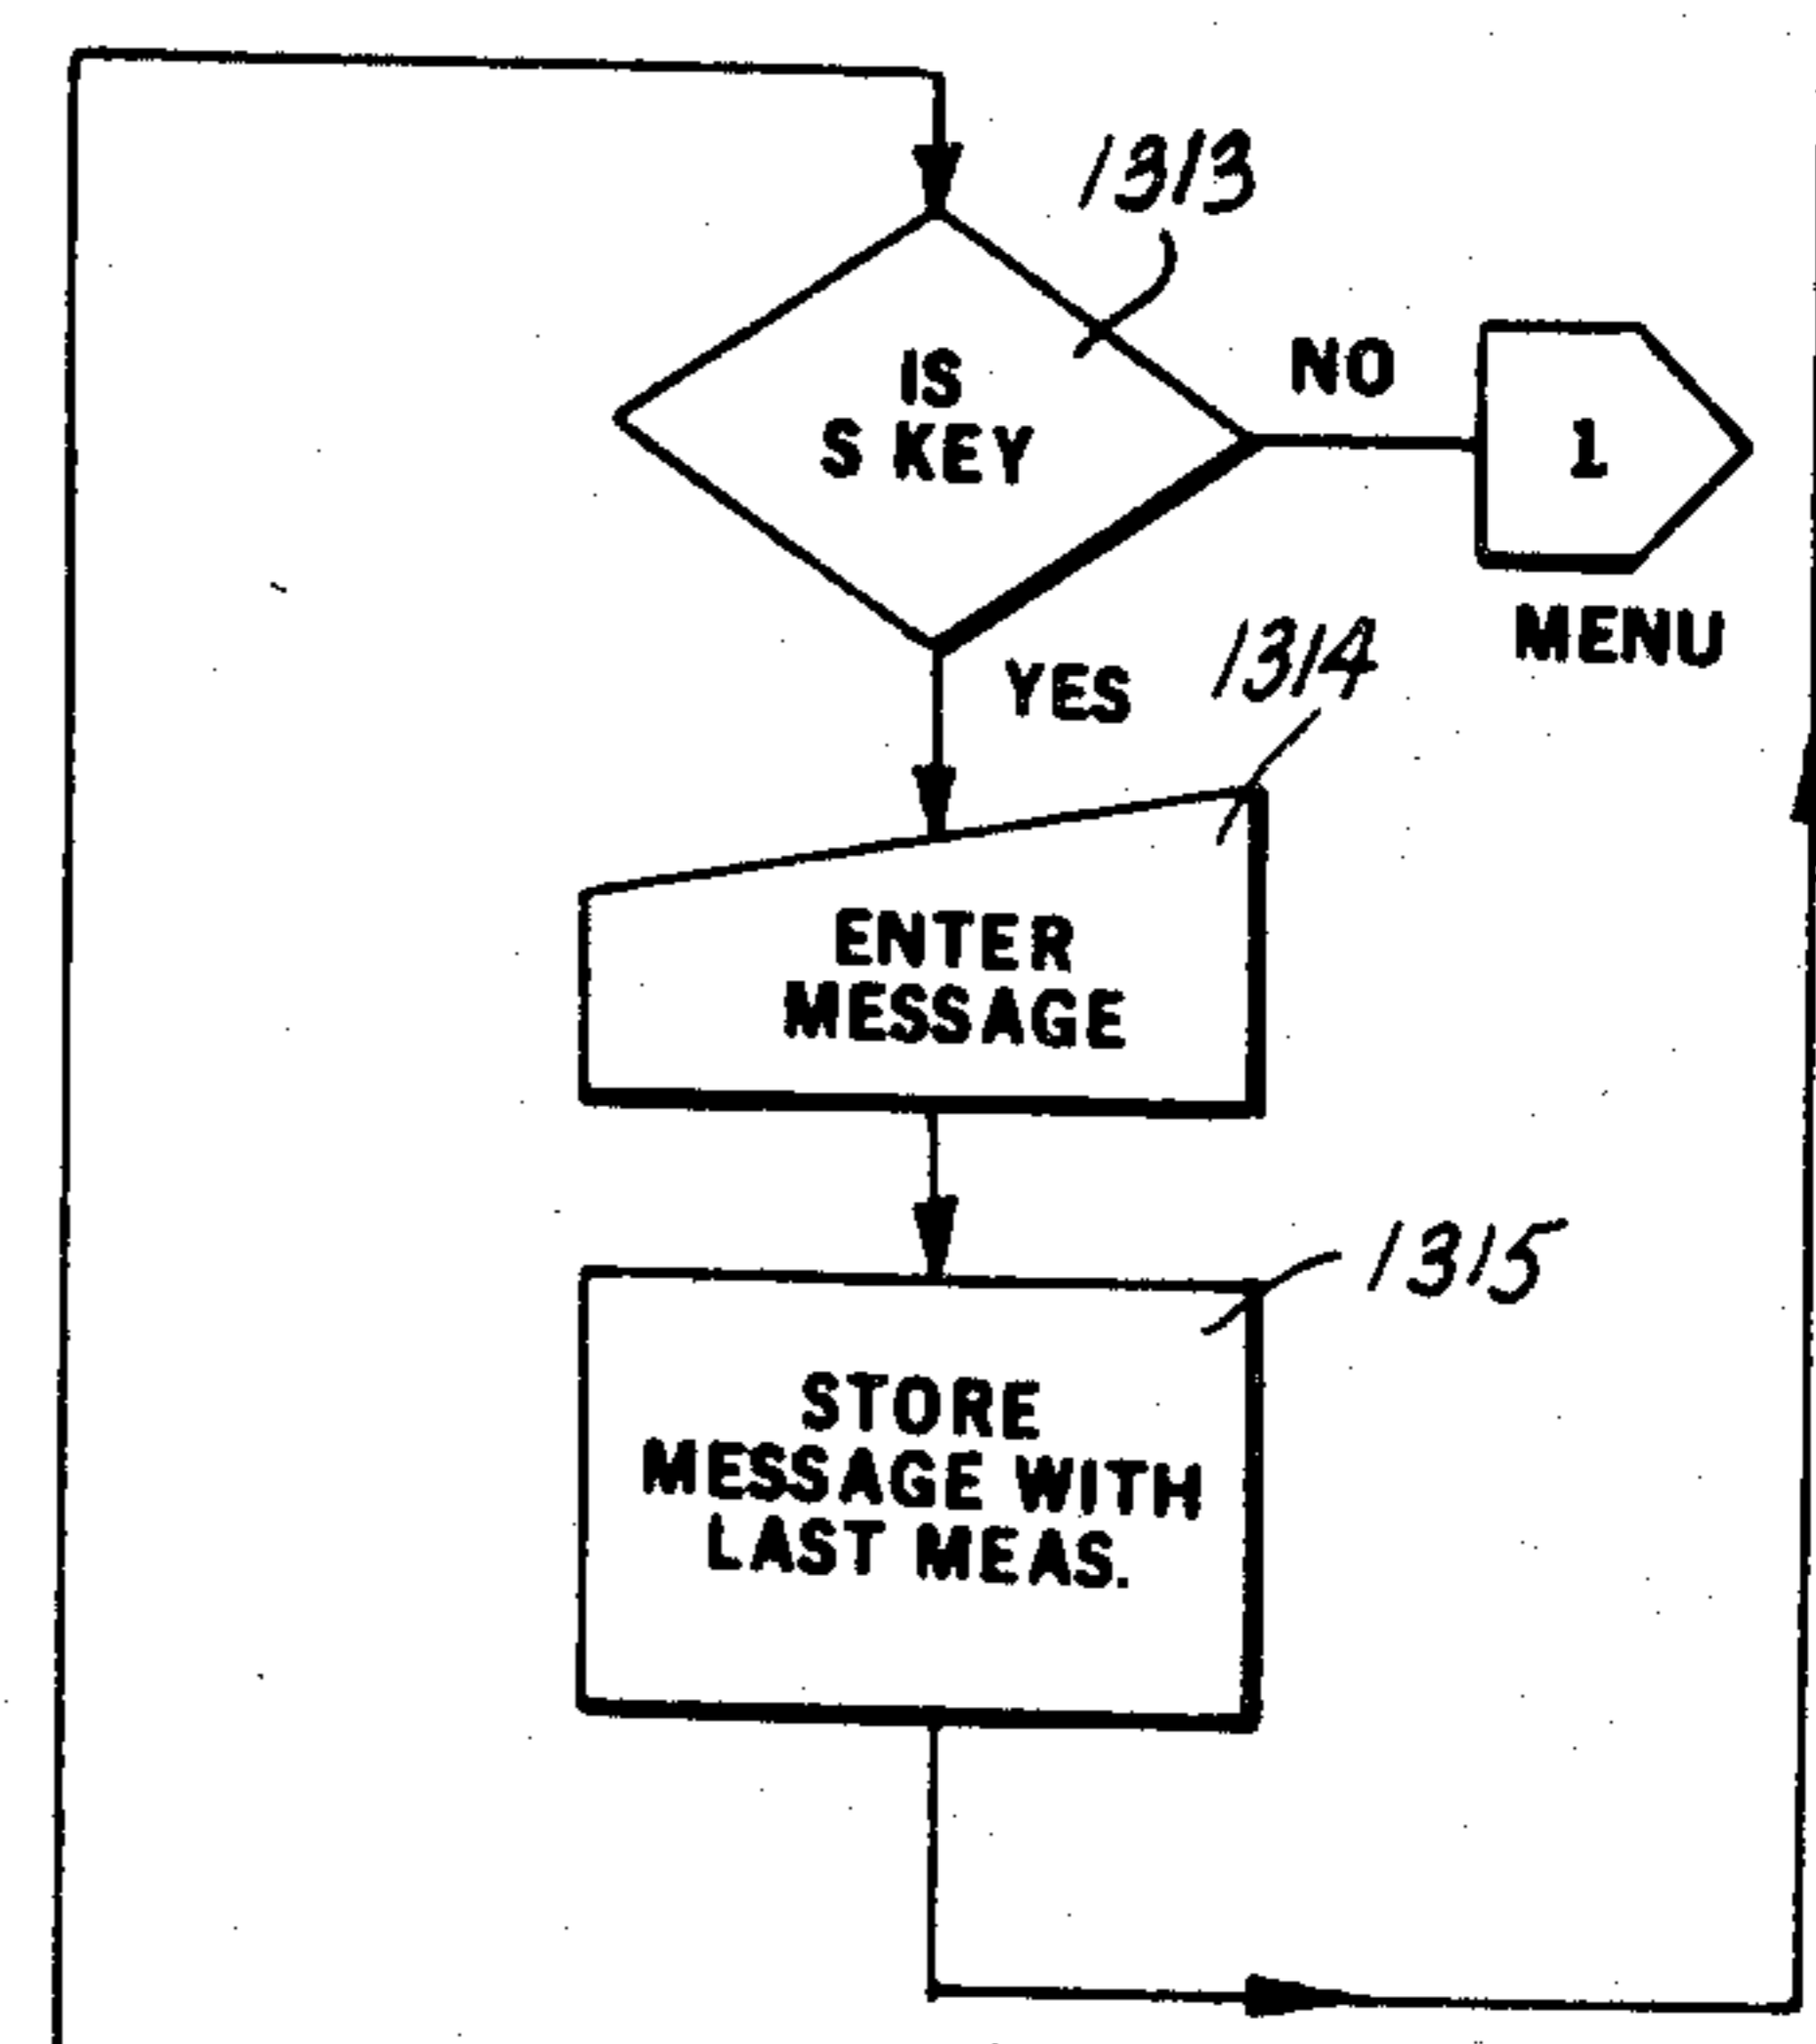 1313
IS
S KEY
NO
1
MENU
YES
1314
ENTER
MESSAGE
1315
STORE
MESSAGE WITH
LAST MEAS.